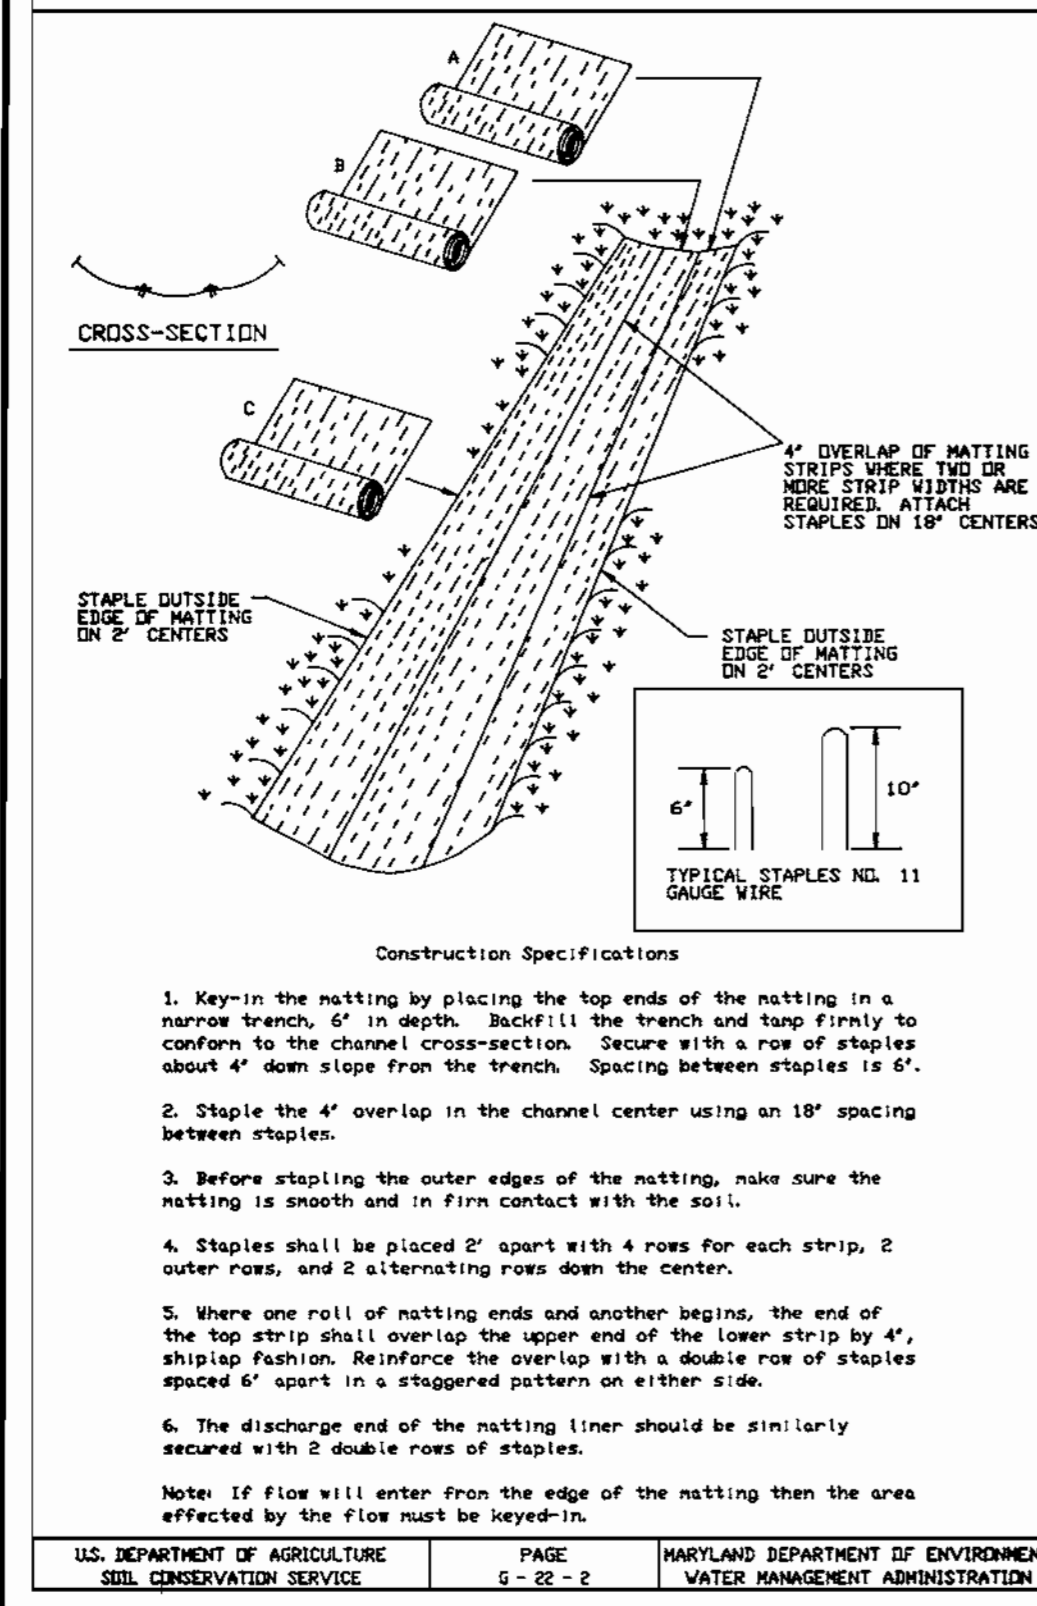 A
B
CROSS-SECTION
C
4" OVERLAP OF MATTING
STRIPS WHERE TWO OR
MORE STRIP WIDTHS ARE
REQUIRED. ATTACH
STAPLES ON 18" CENTERS
STAPLE OUTSIDE
EDGE OF MATTING
ON 2' CENTERS
STAPLE OUTSIDE
EDGE OF MATTING
ON 2' CENTERS
6"
10"
TYPICAL STAPLES NO. 11
GAUGE WIRE
Construction Specifications
1. Key-in the matting by placing the top ends of the matting in a
narrow trench, 6" in depth. Backfill the trench and tamp firmly to
conform to the channel cross-section. Secure with a row of staples
about 4" down slope from the trench. Spacing between staples is 6".
2. Staple the 4" overlap in the channel center using an 18" spacing
between staples.
3. Before stapling the outer edges of the matting, make sure the
matting is smooth and in firm contact with the soil.
4. Staples shall be placed 2' apart with 4 rows for each strip, 2
outer rows, and 2 alternating rows down the center.
5. Where one roll of matting ends and another begins, the end of
the top strip shall overlap the upper end of the lower strip by 4",
shiplap fashion. Reinforce the overlap with a double row of staples
spaced 6" apart in a staggered pattern on either side.
6. The discharge end of the matting liner should be similarly
secured with 2 double rows of staples.
Note: If flow will enter from the edge of the matting then the area
effected by the flow must be keyed-in.
U.S. DEPARTMENT OF AGRICULTURE
SOIL CONSERVATION SERVICE
PAGE
G - 22 - 2
MARYLAND DEPARTMENT OF ENVIRONMEN
WATER MANAGEMENT ADMINISTRATION